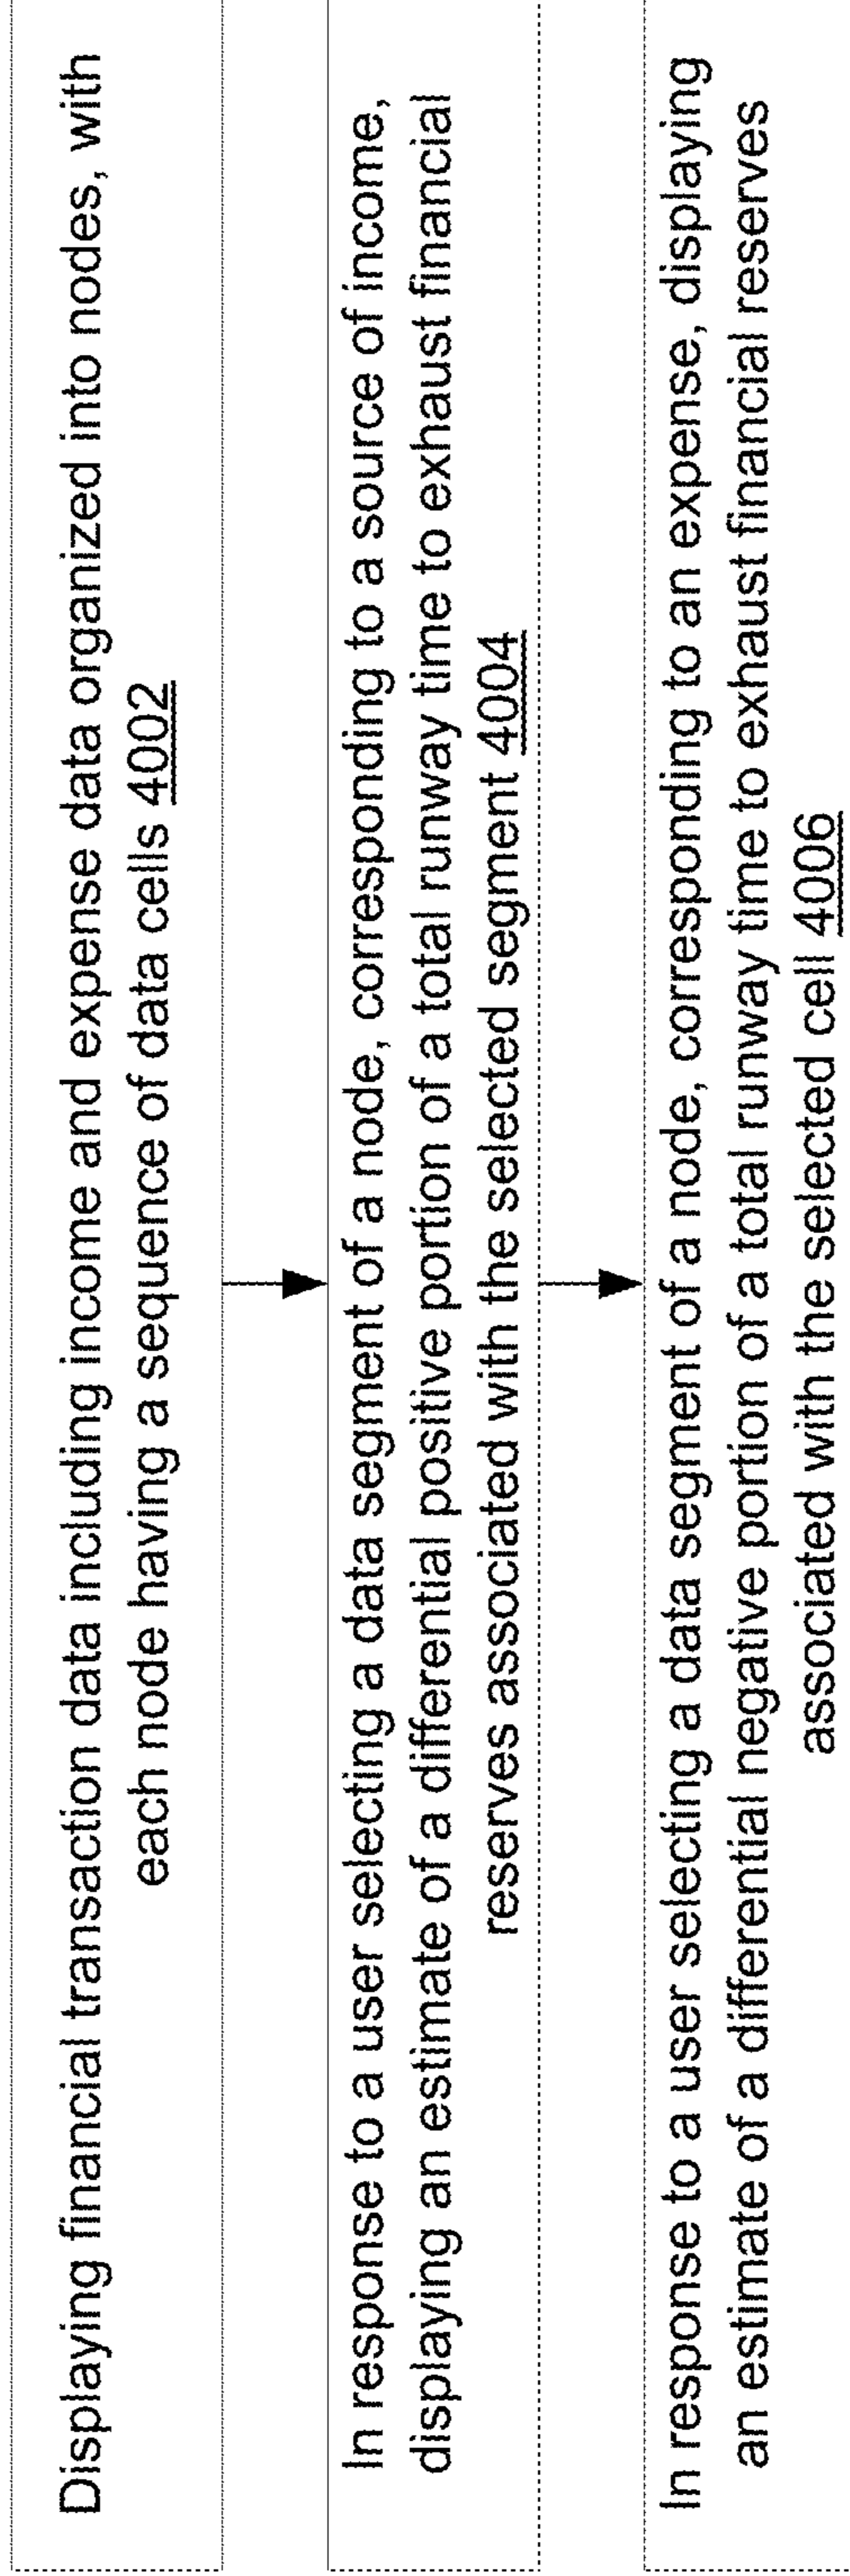 Displaying financial transaction data including income and expense data organized into nodes, with
each node having a sequence of data cells 4002
In response to a user selecting a data segment of a node, corresponding to a source of income,
displaying an estimate of a differential positive portion of a total runway time to exhaust financial
reserves associated with the selected segment 4004
In response to a user selecting a data segment of a node, corresponding to an expense, displaying
an estimate of a differential negative portion of a total runway time to exhaust financial reserves
associated with the selected cell 4006